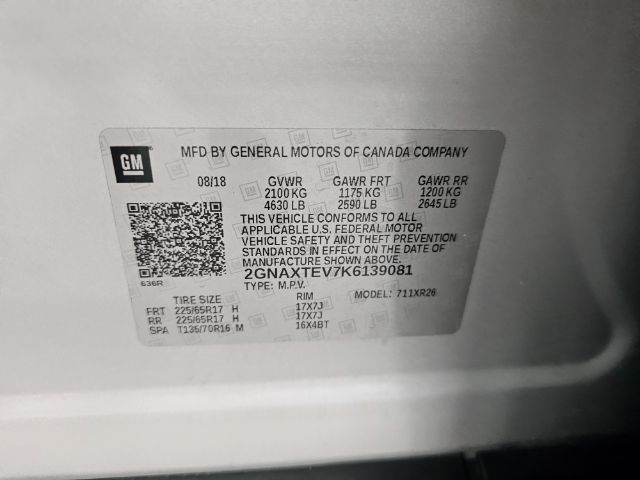 GM
MFD BY GENERAL MOTORS OF CANADA COMPANY
08/18 GVWR GAWR FRT GAWR RR
2100 KG 1175 KG 1200 KG
4630 LB 2590 LB 2645 LB
THIS VEHICLE CONFORMS TO ALL
APPLICABLE U.S. FEDERAL MOTOR
VEHICLE SAFETY AND THEFT PREVENTION
STANDARDS IN EFFECT ON THE DATE OF
MANUFACTURE SHOWN ABOVE.
2GNAXTEV7K6139081
636R
TYPE: M.P.V. MODEL: 711XR26
TIRE SIZE RIM
FRT 225/65R17 H 17X7J
RR 225/65R17 H 17X7J
SPA T135/70R16 M 16X4BT